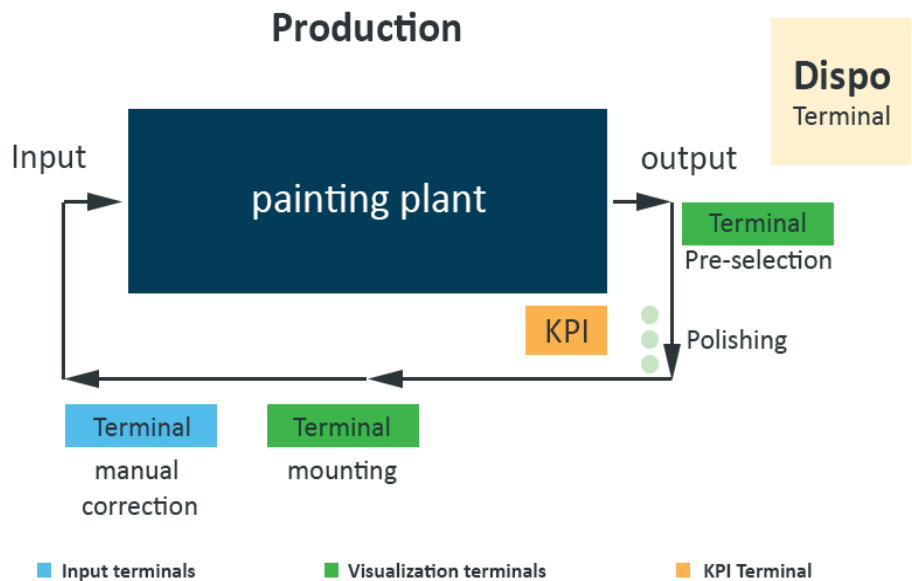 Production
Dispo
Terminal
Input
output
painting plant
Terminal
Pre-selection
KPI
Polishing
Terminal
manual
correction
Terminal
mounting
Input terminals
Visualization terminals
KPI Terminal